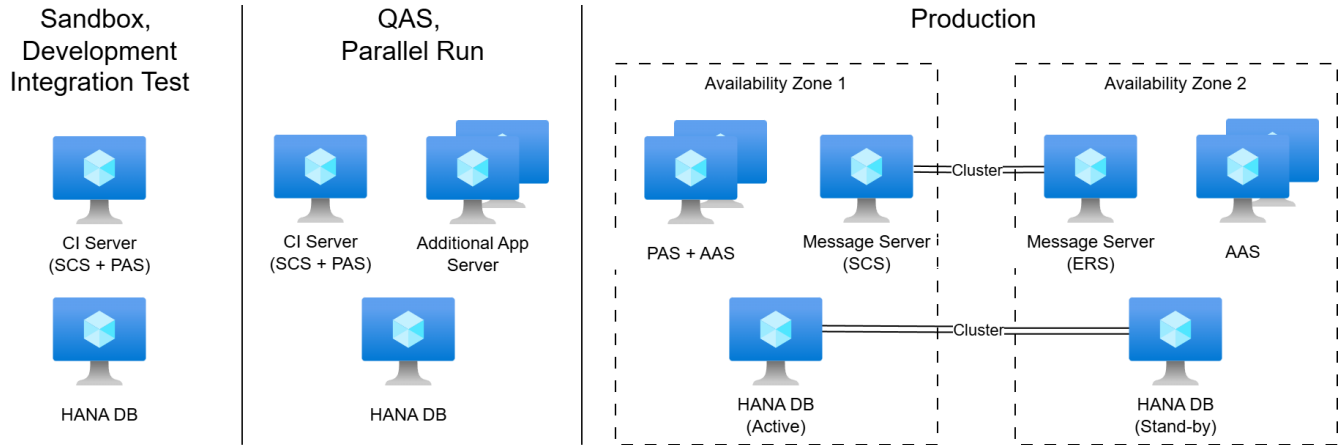 Sandbox,
Development
Integration Test
CI Server
(SCS + PAS)
HANA DB
QAS,
Parallel Run
CI Server
(SCS + PAS)
Additional App
Server
HANA DB
Production
Availability Zone 1
PAS + AAS
Message Server
(SCS)
Cluster
HANA DB
(Active)
Cluster
Availability Zone 2
Message Server
(ERS)
AAS
HANA DB
(Stand-by)